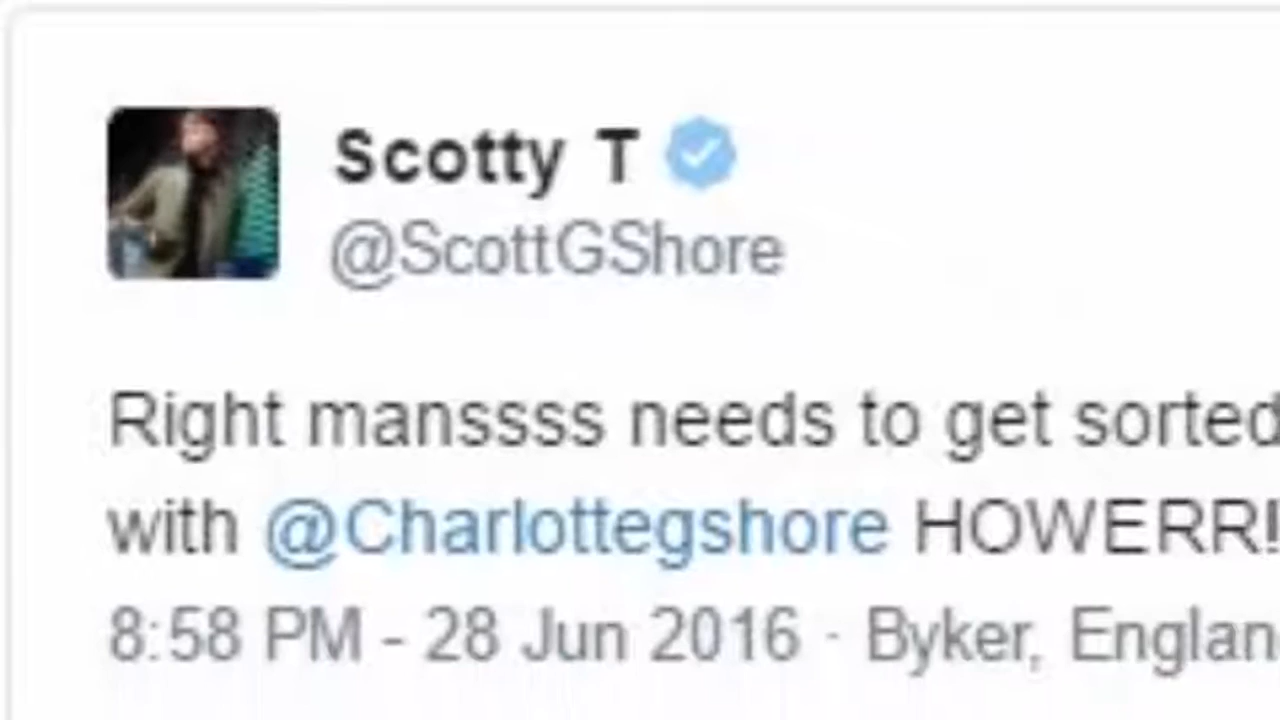 Scotty T
@ScottGShore
Right manssss needs to get sorted
with @Charlottegshore HOWERR!
8:58 PM - 28 Jun 2016 · Byker, Englan